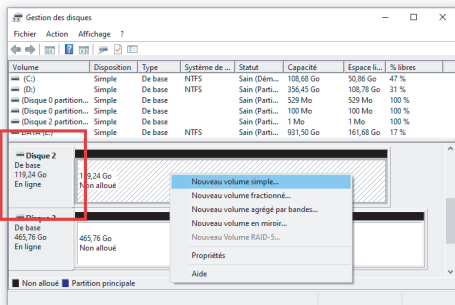 Gestion des disques
Fichier Action Affichage ?
Volume Disposition Type Système de ... Statut Capacité Espace li... % libres
(C:) Simple De base NTFS Sain (Dém... 108,68 Go 50,86 Go 47 %
(D:) Simple De base NTFS Sain (Parti... 356,45 Go 108,78 Go 31 %
(Disque 0 partition... Simple De base Sain (Parti... 529 Mo 529 Mo 100 %
(Disque 0 partition... Simple De base Sain (Parti... 100 Mo 100 Mo 100 %
(Disque 2 partition... Simple De base Sain (Parti... 1 Mo 1 Mo 100 %
DATA (E:) Simple De base NTFS Sain (Parti... 931,50 Go 161,68 Go 17 %
Disque 2
De base
119,24 Go
En ligne
119,24 Go
Non alloué
Nouveau volume simple...
Nouveau volume fractionné...
Nouveau volume agrégé par bandes...
Nouveau volume en miroir...
Nouveau Volume RAID-5...
Propriétés
Aide
De base
465,76 Go
En ligne
465,76 Go
Non alloué
Non alloué Partition principale